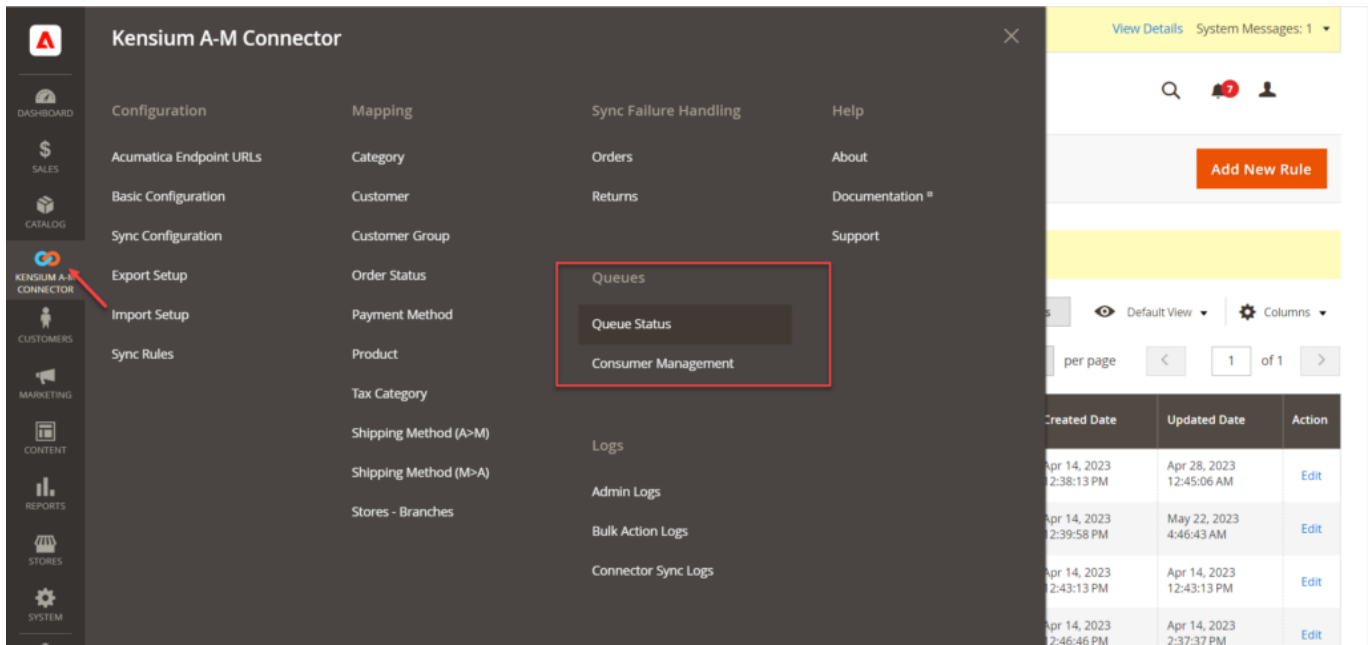 Kensium A-M Connector
View Details System Messages: 1
DASHBOARD
SALES
CATALOG
KENSIUM A-M
CONNECTOR
CUSTOMERS
MARKETING
CONTENT
REPORTS
STORES
SYSTEM
Configuration
Acumatica Endpoint URLs
Basic Configuration
Sync Configuration
Export Setup
Import Setup
Sync Rules
Mapping
Category
Customer
Customer Group
Order Status
Payment Method
Product
Tax Category
Shipping Method (A>M)
Shipping Method (M>A)
Stores - Branches
Sync Failure Handling
Orders
Returns
Queues
Queue Status
Consumer Management
Logs
Admin Logs
Bulk Action Logs
Connector Sync Logs
Help
About
Documentation
Support
7
Add New Rule
s Default View Columns
per page 1 of 1
Created Date Updated Date Action
Apr 14, 2023 Apr 28, 2023
12:38:13 PM 12:45:06 AM Edit
Apr 14, 2023 May 22, 2023
12:39:58 PM 4:46:43 AM Edit
Apr 14, 2023 Apr 14, 2023
12:43:13 PM 12:43:13 PM Edit
Apr 14, 2023 Apr 14, 2023
12:46:46 PM 2:37:37 PM Edit